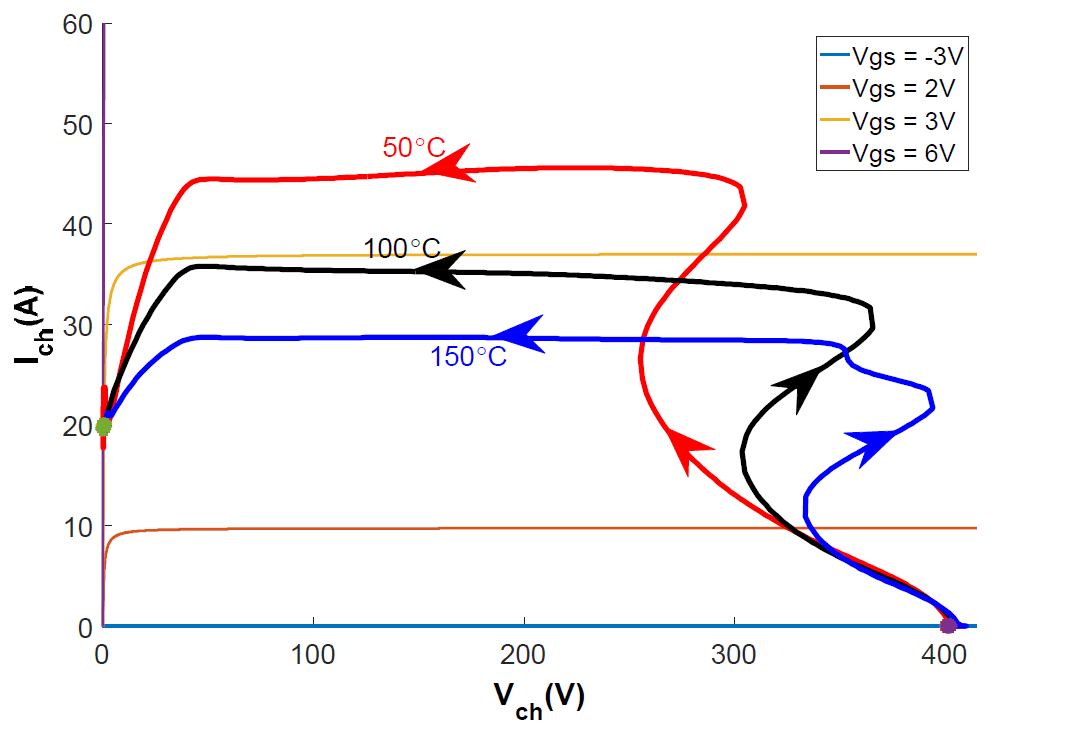 60
50
40
30
20
10
0
I_ch(A)
0 100 200 300 400
V_ch(V)
50°C
100°C
150°C
Vgs = -3V
Vgs = 2V
Vgs = 3V
Vgs = 6V